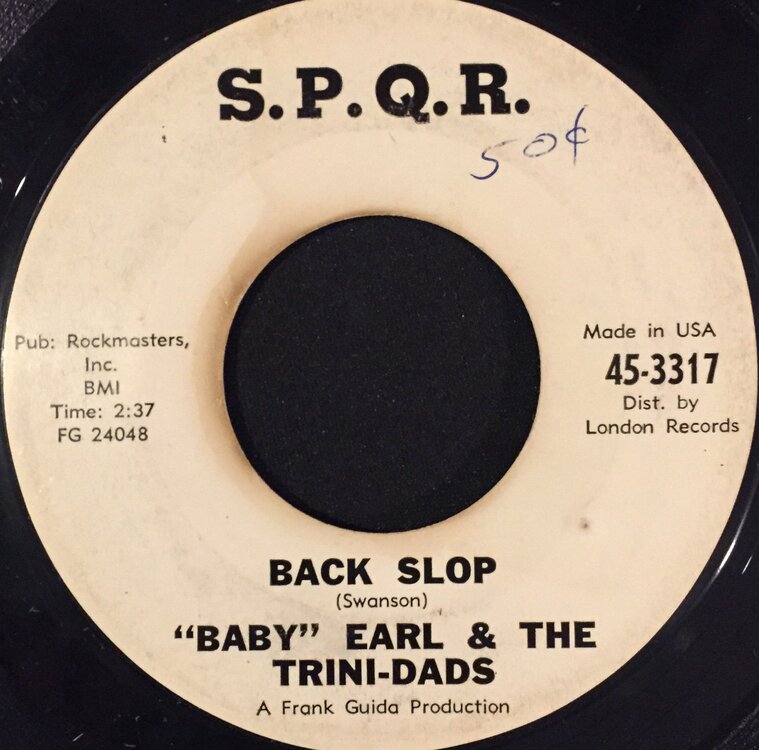 S.P.Q.R.
50¢
Pub: Rockmasters,
Inc.
BMI
Time: 2:37
FG 24048
Made in USA
45-3317
Dist. by
London Records
BACK SLOP
(Swanson)
“BABY” EARL & THE
TRINI-DADS
A Frank Guida Production